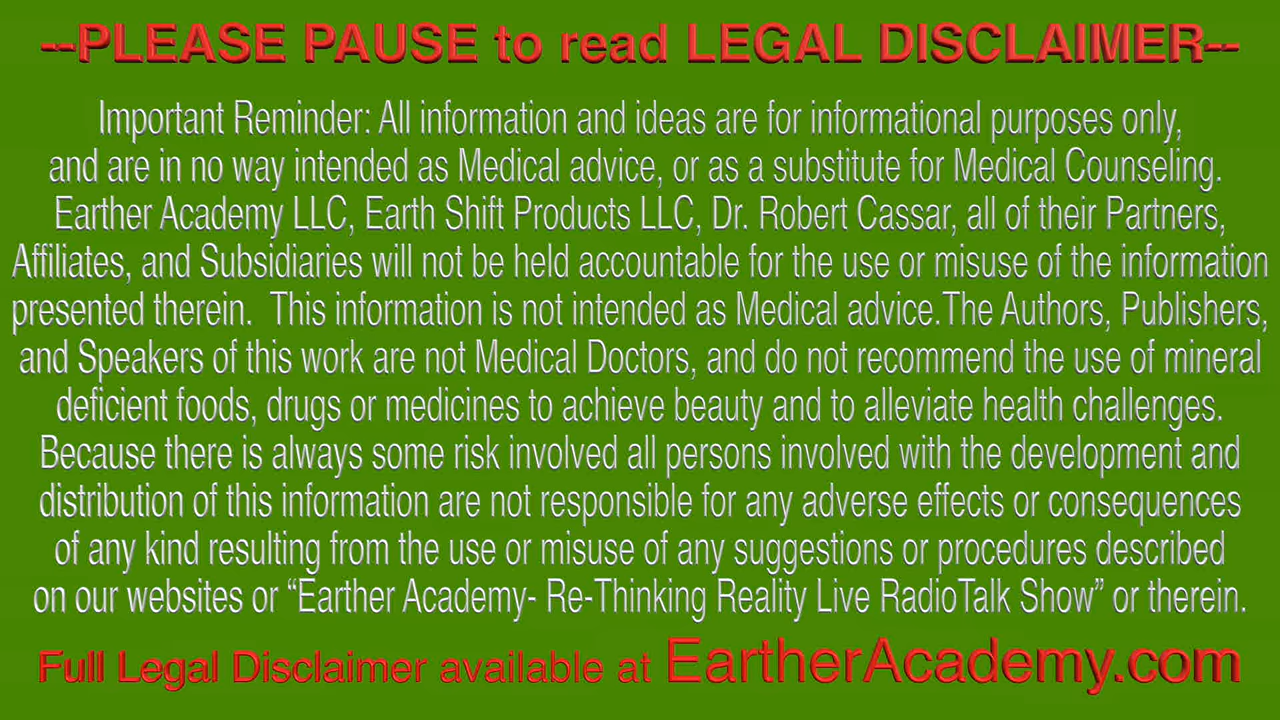 --PLEASE PAUSE to read LEGAL DISCLAIMER--
Important Reminder: All information and ideas are for informational purposes only,
and are in no way intended as Medical advice, or as a substitute for Medical Counseling.
Earther Academy LLC, Earth Shift Products LLC, Dr. Robert Cassar, all of their Partners,
Affiliates, and Subsidiaries will not be held accountable for the use or misuse of the information
presented therein.  This information is not intended as Medical advice.The Authors, Publishers,
and Speakers of this work are not Medical Doctors, and do not recommend the use of mineral
deficient foods, drugs or medicines to achieve beauty and to alleviate health challenges.
Because there is always some risk involved all persons involved with the development and
distribution of this information are not responsible for any adverse effects or consequences
of any kind resulting from the use or misuse of any suggestions or procedures described
on our websites or “Earther Academy- Re-Thinking Reality Live RadioTalk Show” or therein.
Full Legal Disclaimer available at EartherAcademy.com